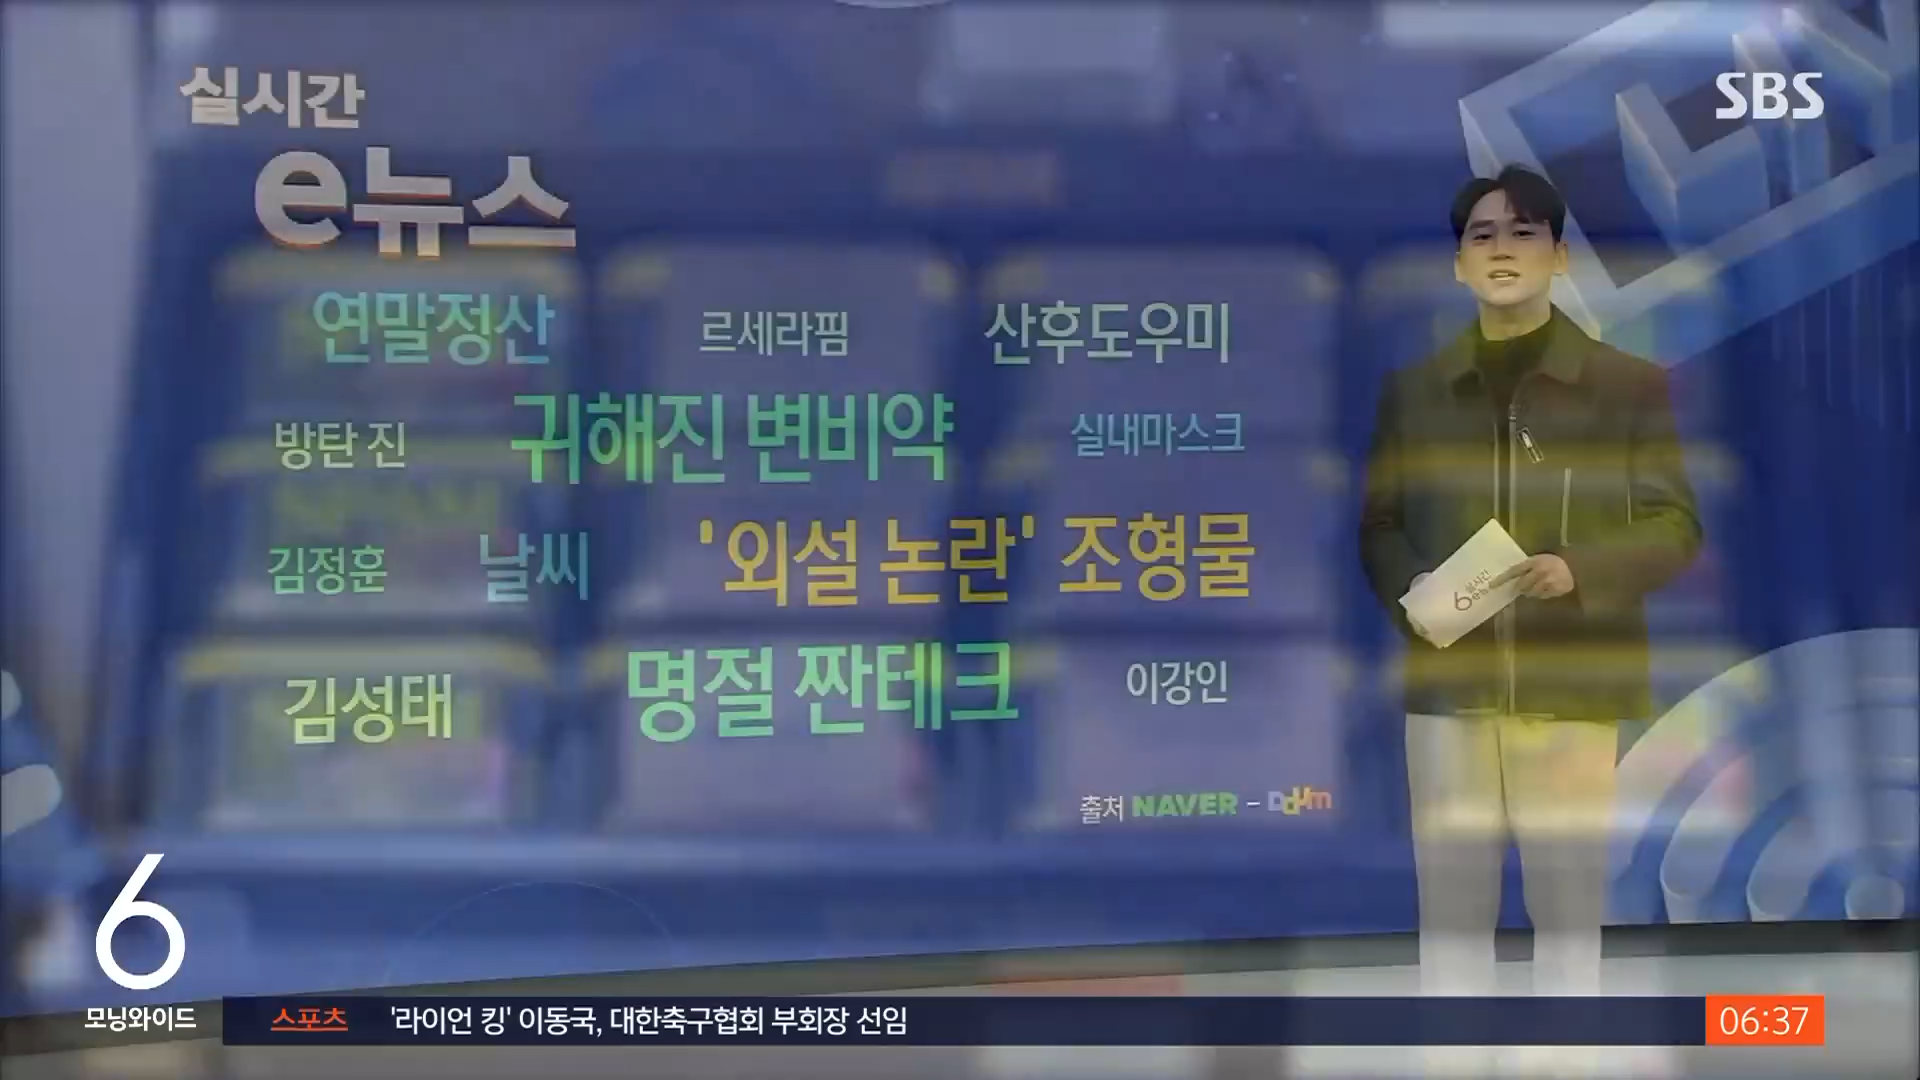 실시간
SBS
e뉴스
연말정산 르세라핌 산후도우미
방탄 진 귀해진 변비약 실내마스크
김정훈 날씨 '외설 논란' 조형물
김성태 명절 짠테크 이강인
출처 NAVER - Daum
6
모닝와이드
스포츠 '라이언 킹' 이동국, 대한축구협회 부회장 선임
06:37